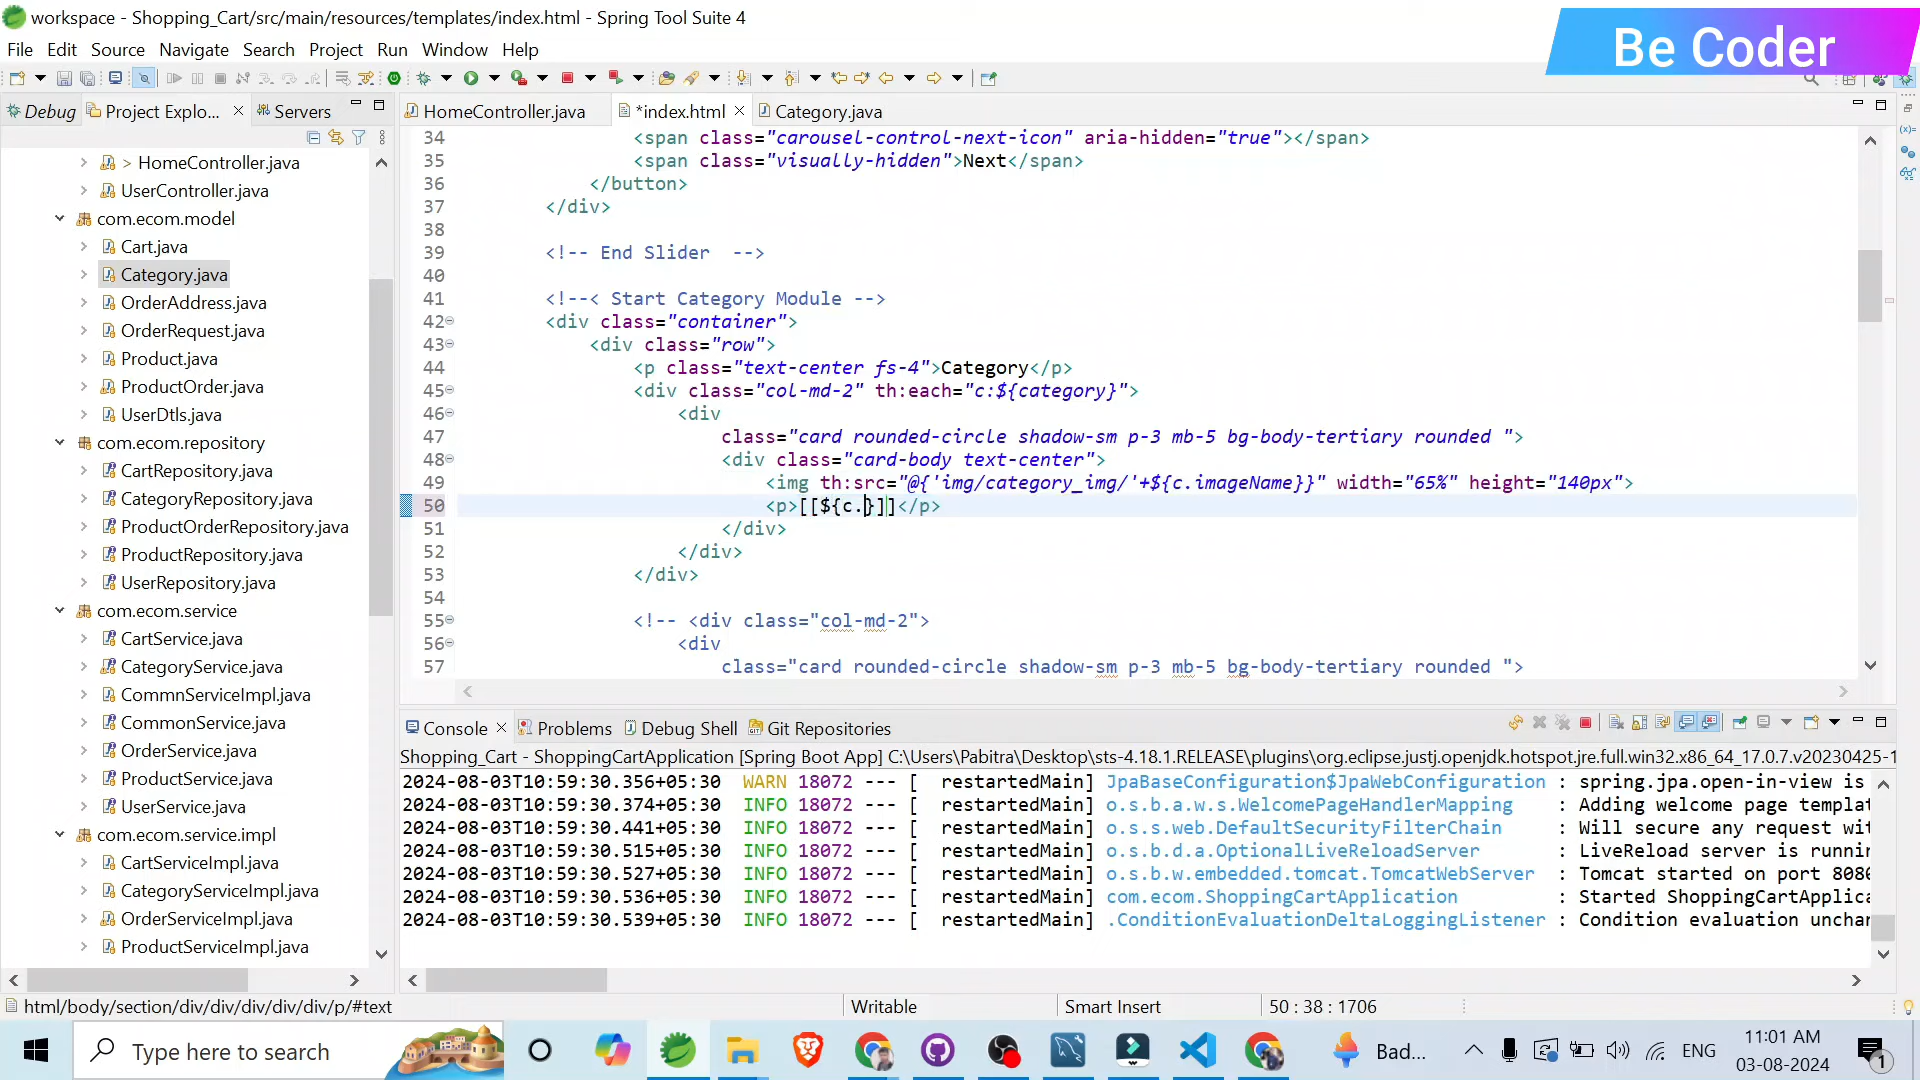 workspace - Shopping_Cart/src/main/resources/templates/index.html - Spring Tool Suite 4
Be Coder
File Edit Source Navigate Search Project Run Window Help
Debug Project Explo... Servers
HomeController.java *index.html Category.java
> HomeController.java
UserController.java
com.ecom.model
Cart.java
Category.java
OrderAddress.java
OrderRequest.java
Product.java
ProductOrder.java
UserDtls.java
com.ecom.repository
CartRepository.java
CategoryRepository.java
ProductOrderRepository.java
ProductRepository.java
UserRepository.java
com.ecom.service
CartService.java
CategoryService.java
CommnServiceImpl.java
CommonService.java
OrderService.java
ProductService.java
UserService.java
com.ecom.service.impl
CartServiceImpl.java
CategoryServiceImpl.java
OrderServiceImpl.java
ProductServiceImpl.java
34 <span class="carousel-control-next-icon" aria-hidden="true"></span>
35 <span class="visually-hidden">Next</span>
36 </button>
37 </div>
38
39 <!-- End Slider  -->
40
41 <!--< Start Category Module -->
42 <div class="container">
43 <div class="row">
44 <p class="text-center fs-4">Category</p>
45 <div class="col-md-2" th:each="c:${category}">
46 <div
47 class="card rounded-circle shadow-sm p-3 mb-5 bg-body-tertiary rounded ">
48 <div class="card-body text-center">
49 <img th:src="@{'img/category_img/'+${c.imageName}}" width="65%" height="140px">
50 <p>[[${c.}]]</p>
51 </div>
52 </div>
53 </div>
54
55 <!-- <div class="col-md-2">
56 <div
57 class="card rounded-circle shadow-sm p-3 mb-5 bg-body-tertiary rounded ">
Console Problems Debug Shell Git Repositories
Shopping_Cart - ShoppingCartApplication [Spring Boot App] C:\Users\Pabitra\Desktop\sts-4.18.1.RELEASE\plugins\org.eclipse.justj.openjdk.hotspot.jre.full.win32.x86_64_17.0.7.v20230425-1
2024-08-03T10:59:30.356+05:30 WARN 18072 --- [ restartedMain] JpaBaseConfiguration$JpaWebConfiguration : spring.jpa.open-in-view is
2024-08-03T10:59:30.374+05:30 INFO 18072 --- [ restartedMain] o.s.b.a.w.s.WelcomePageHandlerMapping : Adding welcome page templat
2024-08-03T10:59:30.441+05:30 INFO 18072 --- [ restartedMain] o.s.s.web.DefaultSecurityFilterChain : Will secure any request wit
2024-08-03T10:59:30.515+05:30 INFO 18072 --- [ restartedMain] o.s.b.d.a.OptionalLiveReloadServer : LiveReload server is runnin
2024-08-03T10:59:30.527+05:30 INFO 18072 --- [ restartedMain] o.s.b.w.embedded.tomcat.TomcatWebServer : Tomcat started on port 8080
2024-08-03T10:59:30.536+05:30 INFO 18072 --- [ restartedMain] com.ecom.ShoppingCartApplication : Started ShoppingCartApplica
2024-08-03T10:59:30.539+05:30 INFO 18072 --- [ restartedMain] .ConditionEvaluationDeltaLoggingListener : Condition evaluation unchan
html/body/section/div/div/div/div/div/p/#text Writable Smart Insert 50 : 38 : 1706
Type here to search Bad... ENG 11:01 AM
03-08-2024
1